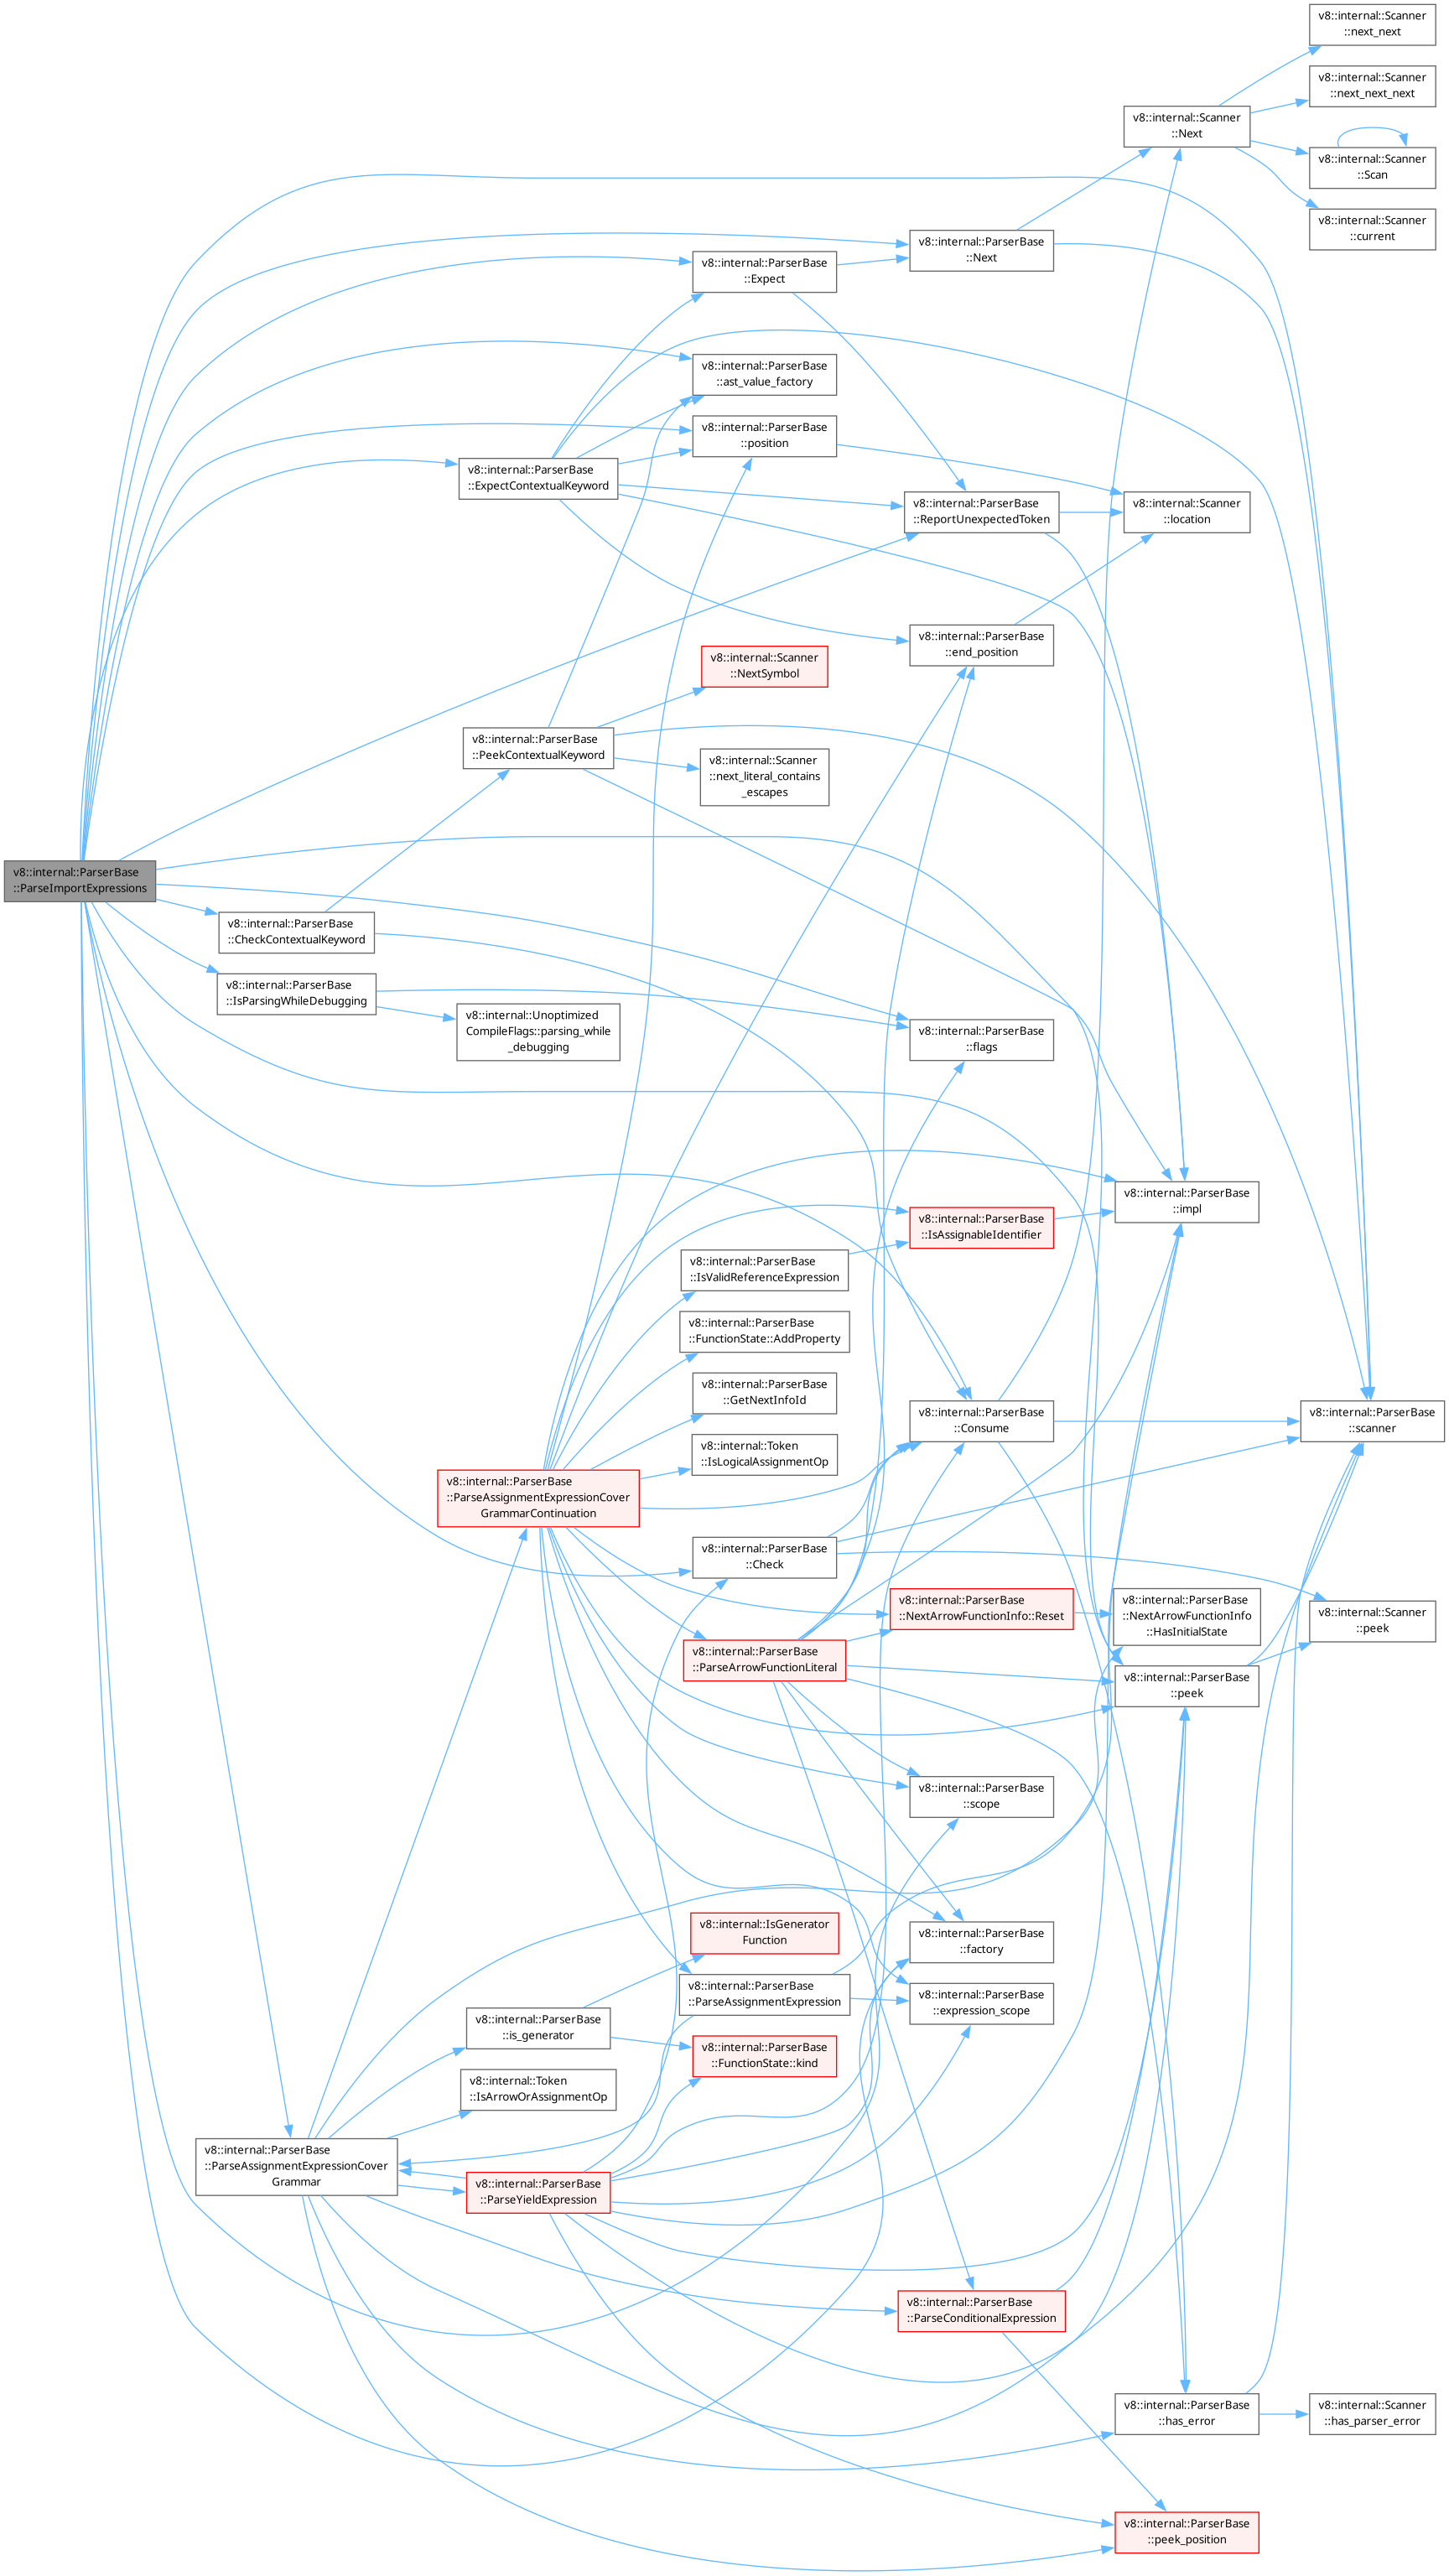 v8::internal::Scanner
::next_next
v8::internal::Scanner
::next_next_next
v8::internal::Scanner
::Next
v8::internal::Scanner
::Scan
v8::internal::Scanner
::current
v8::internal::ParserBase
::Next
v8::internal::ParserBase
::Expect
v8::internal::ParserBase
::ast_value_factory
v8::internal::ParserBase
::position
v8::internal::ParserBase
::ExpectContextualKeyword
v8::internal::ParserBase
::ReportUnexpectedToken
v8::internal::Scanner
::location
v8::internal::ParserBase
::end_position
v8::internal::Scanner
::NextSymbol
v8::internal::ParserBase
::PeekContextualKeyword
v8::internal::Scanner
::next_literal_contains
_escapes
v8::internal::ParserBase
::ParseImportExpressions
v8::internal::ParserBase
::CheckContextualKeyword
v8::internal::ParserBase
::IsParsingWhileDebugging
v8::internal::Unoptimized
CompileFlags::parsing_while
_debugging
v8::internal::ParserBase
::flags
v8::internal::ParserBase
::impl
v8::internal::ParserBase
::IsAssignableIdentifier
v8::internal::ParserBase
::IsValidReferenceExpression
v8::internal::ParserBase
::FunctionState::AddProperty
v8::internal::ParserBase
::GetNextInfoId
v8::internal::ParserBase
::Consume
v8::internal::ParserBase
::scanner
v8::internal::Token
::IsLogicalAssignmentOp
v8::internal::ParserBase
::ParseAssignmentExpressionCover
GrammarContinuation
v8::internal::ParserBase
::Check
v8::internal::ParserBase
::NextArrowFunctionInfo::Reset
v8::internal::ParserBase
::NextArrowFunctionInfo
::HasInitialState
v8::internal::Scanner
::peek
v8::internal::ParserBase
::ParseArrowFunctionLiteral
v8::internal::ParserBase
::peek
v8::internal::ParserBase
::scope
v8::internal::IsGenerator
Function
v8::internal::ParserBase
::factory
v8::internal::ParserBase
::ParseAssignmentExpression
v8::internal::ParserBase
::expression_scope
v8::internal::ParserBase
::is_generator
v8::internal::ParserBase
::FunctionState::kind
v8::internal::Token
::IsArrowOrAssignmentOp
v8::internal::ParserBase
::ParseAssignmentExpressionCover
Grammar
v8::internal::ParserBase
::ParseYieldExpression
v8::internal::ParserBase
::ParseConditionalExpression
v8::internal::ParserBase
::has_error
v8::internal::Scanner
::has_parser_error
v8::internal::ParserBase
::peek_position